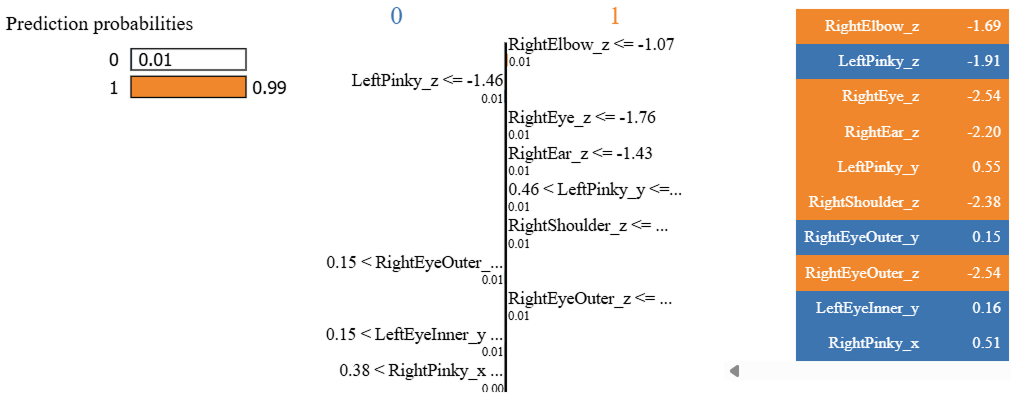 Prediction probabilities
0 0.01
1 0.99
0 1
RightElbow_z <= -1.07
0.01
LeftPinky_z <= -1.46
0.01
RightEye_z <= -1.76
0.01
RightEar_z <= -1.43
0.01
0.46 < LeftPinky_y <=...
0.01
RightShoulder_z <= ...
0.01
0.15 < RightEyeOuter_...
0.01
RightEyeOuter_z <= ...
0.01
0.15 < LeftEyeInner_y ...
0.01
0.38 < RightPinky_x ...
0.00
RightElbow_z -1.69
LeftPinky_z -1.91
RightEye_z -2.54
RightEar_z -2.20
LeftPinky_y 0.55
RightShoulder_z -2.38
RightEyeOuter_y 0.15
RightEyeOuter_z -2.54
LeftEyeInner_y 0.16
RightPinky_x 0.51